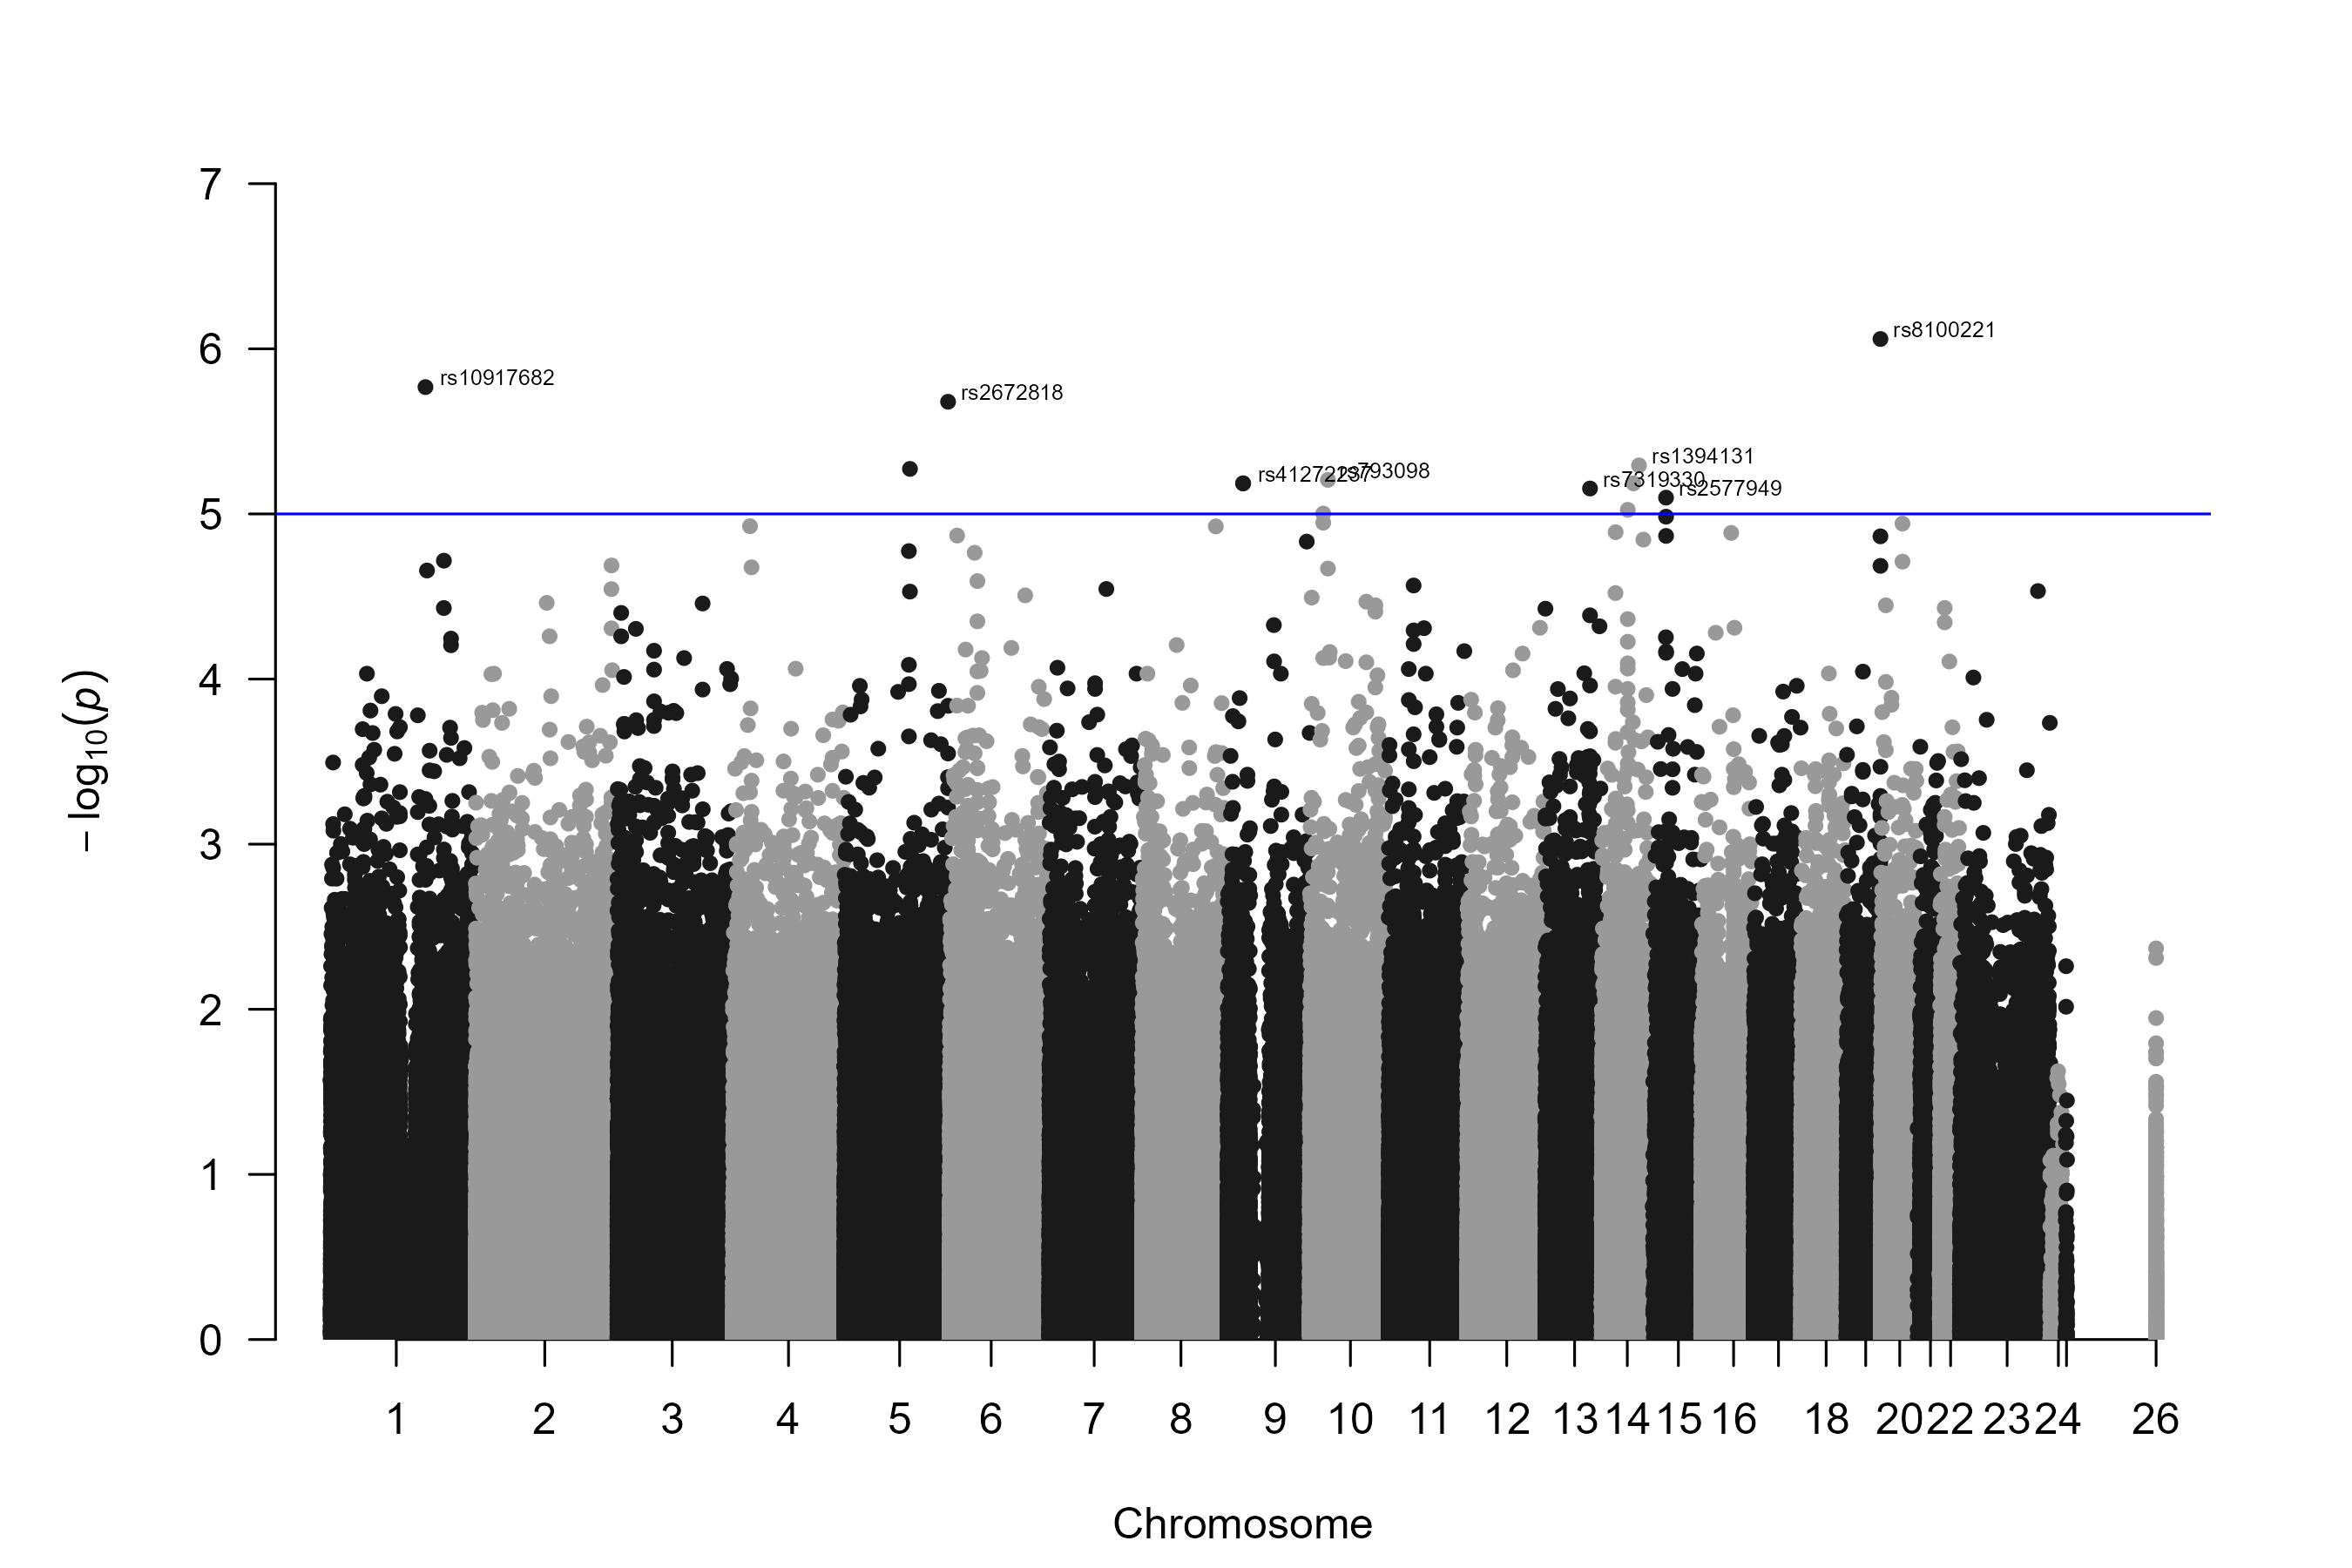 7
rs8100221
6
rs10917682
rs2672818
rs1394131
rs41272237
rs793098
rs7319330
rs2577949
5
4
− log10(p)
3
2
1
0
1 2 3 4 5 6 7 8 9 10 11 12 13 14 15 16 18 20 22 23 24 26
Chromosome